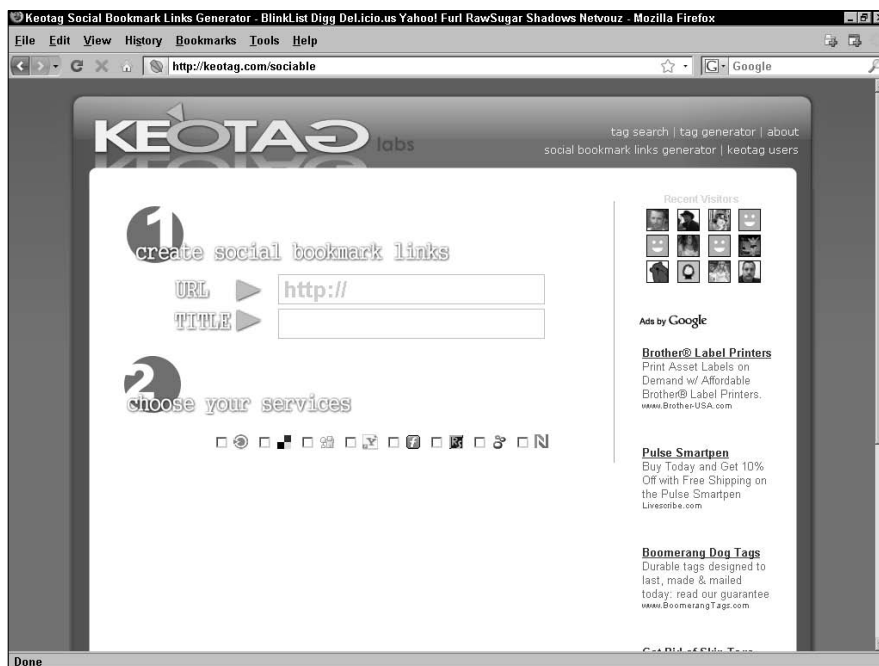 Keotag Social Bookmark Links Generator - BlinkList Digg Del.icio.us Yahoo! Furl RawSugar Shadows Netvouz - Mozilla Firefox
File Edit View History Bookmarks Tools Help
http://keotag.com/sociable
G Google
KEOTAG labs
tag search | tag generator | about
social bookmark links generator | keotag users
Recent Visitors
1
create social bookmark links
URL http://
TITLE
2
choose your services
Ads by Google
Brother® Label Printers
Print Asset Labels on
Demand w/ Affordable
Brother® Label Printers.
www.Brother-USA.com
Pulse Smartpen
Buy Today and Get 10%
Off with Free Shipping on
the Pulse Smartpen
Livescribe.com
Boomerang Dog Tags
Durable tags designed to
last, made & mailed
today: read our guarantee
www.BoomerangTags.com
Get Rid of Skin Tags
Done